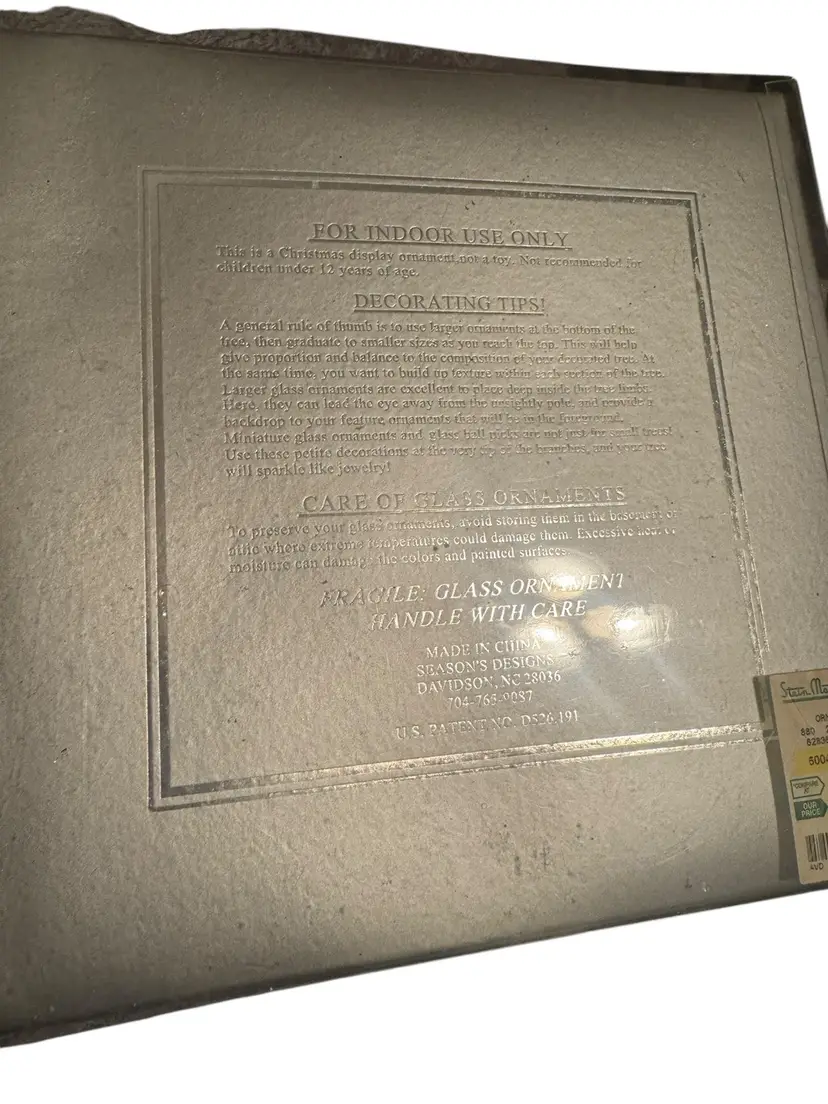 FOR INDOOR USE ONLY
This is a Christmas display ornament, not a toy. Not recommended for
children under 12 years of age.
DECORATING TIPS!
A general rule of thumb is to use larger ornaments at the bottom of the
tree, then graduate to smaller sizes as you reach the top. This will help
give proportion and balance to the composition of your decorated tree. At
the same time, you want to build up texture within each section of the tree.
Larger glass ornaments are excellent to place deep inside the tree limbs.
Here, they can lead the eye away from the unsightly pole, and provide a
backdrop to your feature ornaments that will be in the foreground.
Miniature glass ornaments and glass ball picks are not just for small trees!
Use these petite decorations at the very tip of the branches, and your tree
will sparkle like jewelry!
CARE OF GLASS ORNAMENTS
To preserve your glass ornaments, avoid storing them in the basement or
attic where extreme temperatures could damage them. Excessive heat or
moisture can damage the colors and painted surfaces.
FRAGILE: GLASS ORNAMENT
HANDLE WITH CARE
MADE IN CHINA
SEASON'S DESIGNS
DAVIDSON, NC 28036
704-765-9087
U.S. PATENT NO. D526,191
Stein
680
5004
COMPARE
AT
OUR
PRICE